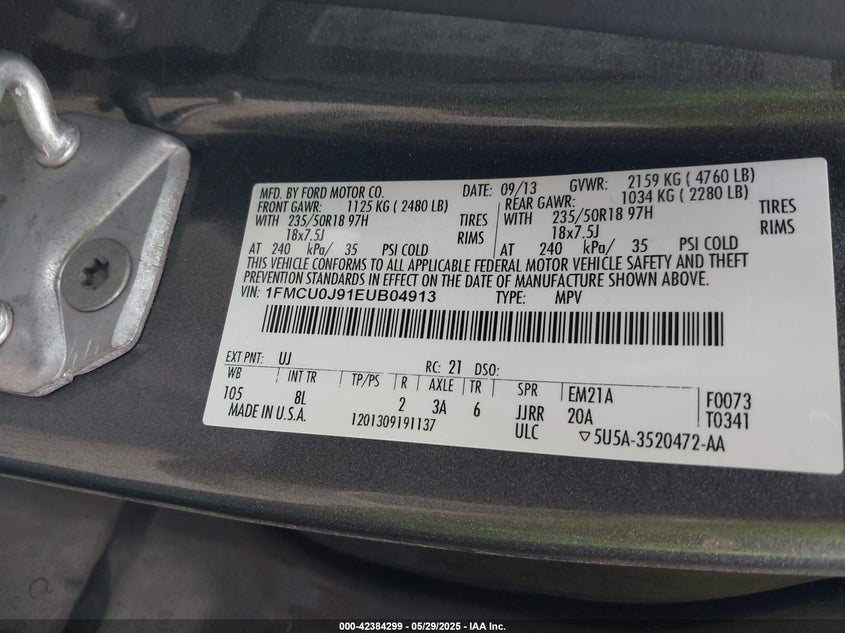 MFD. BY FORD MOTOR CO. DATE: 09/13 GVWR: 2159 KG ( 4760 LB)
FRONT GAWR: 1125 KG ( 2480 LB) REAR GAWR: 1034 KG ( 2280 LB)
WITH 235/50R18 97H TIRES WITH 235/50R18 97H TIRES
18x7.5J RIMS 18x7.5J RIMS
AT 240 kPa/ 35 PSI COLD AT 240 kPa/ 35 PSI COLD
THIS VEHICLE CONFORMS TO ALL APPLICABLE FEDERAL MOTOR VEHICLE SAFETY AND THEFT
PREVENTION STANDARDS IN EFFECT ON THE DATE OF MANUFACTURE SHOWN ABOVE.
VIN: 1FMCU0J91EUB04913 TYPE: MPV
EXT PNT: UJ RC: 21 DSO:
WB INT TR TP/PS R AXLE TR SPR EM21A F0073
105 8L 2 3A 6 JJRR 20A T0341
MADE IN U.S.A. 1201309191137 ULC ▽5U5A-3520472-AA
000-42384299 | 05/29/2025 - IAA Inc.